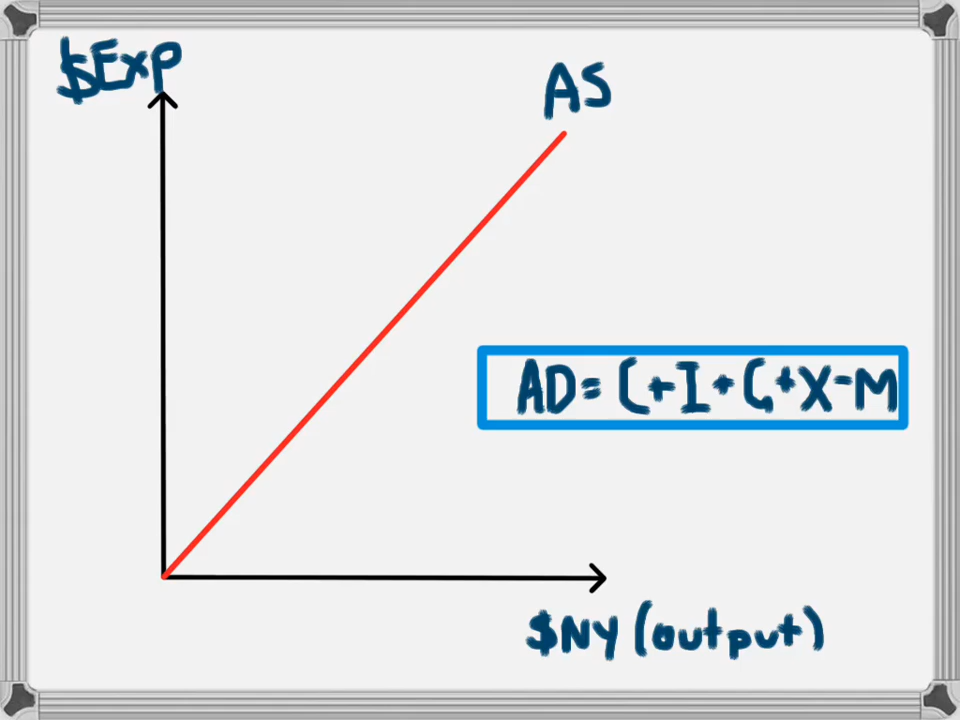 $Exp
AS
AD= C+I+G+X-M
$NY (output)